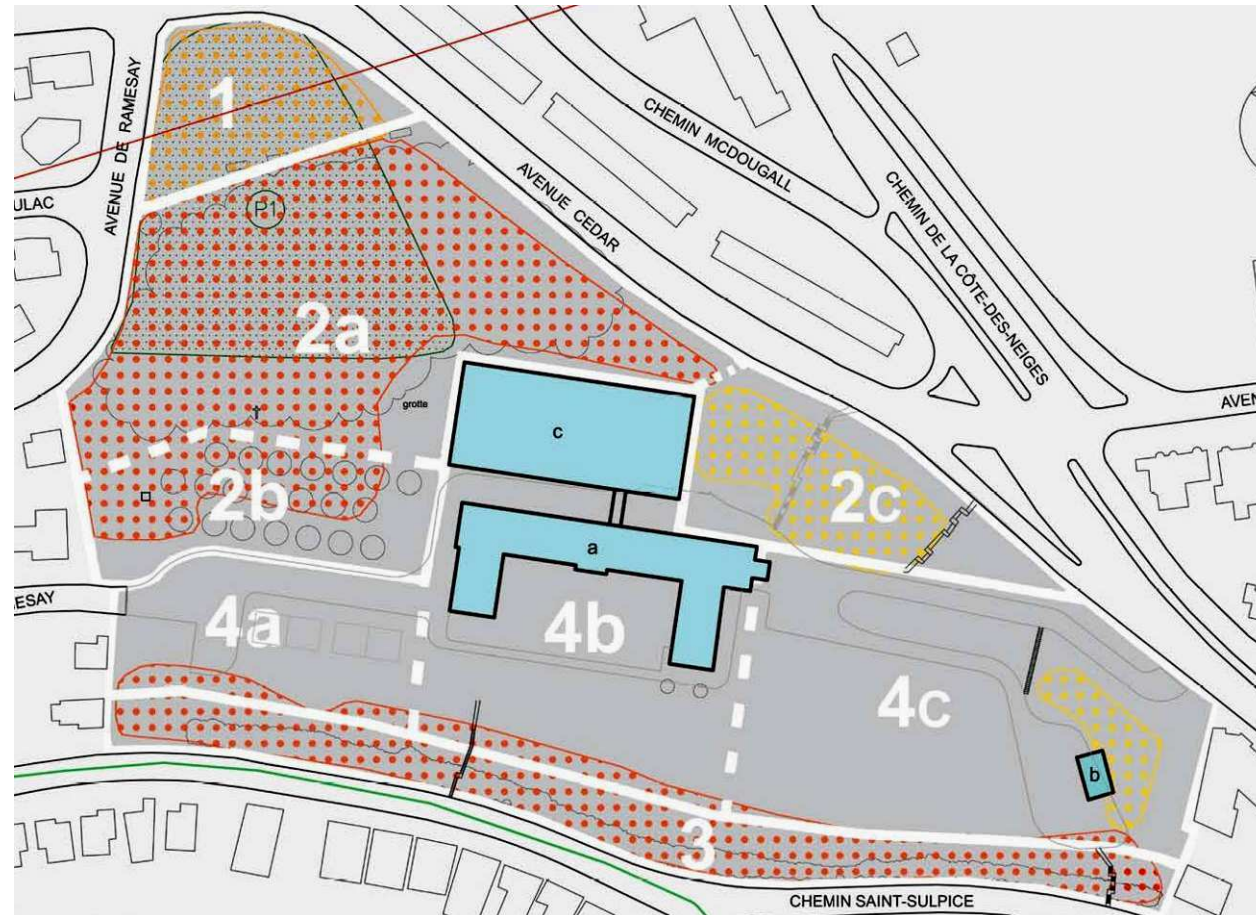 1
AVENUE DE RAMESAY
CHEMIN MCDOUGALL
AVENUE CEDAR
CHEMIN DE LA CÔTE-DES-NEIGES
ULAC
P1
2a
grotte
c
AVEN
2b
2c
a
ESAY
4a
4b
4c
b
3
CHEMIN SAINT-SULPICE